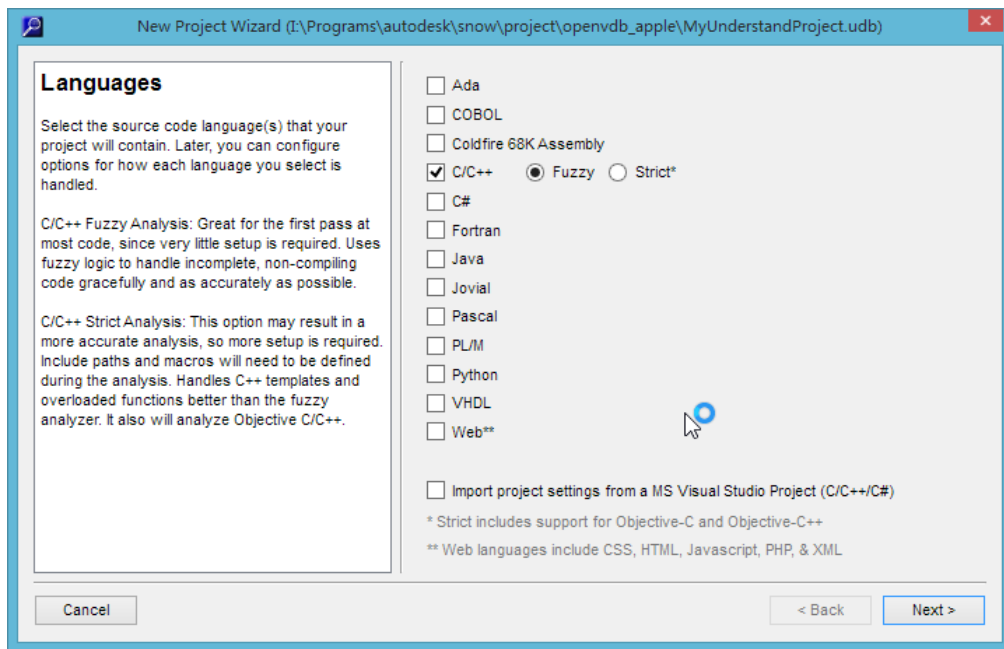 New Project Wizard (I:\Programs\autodesk\snow\project\openvdb_apple\MyUnderstandProject.udb)
Languages
Select the source code language(s) that your
project will contain. Later, you can configure
options for how each language you select is
handled.
C/C++ Fuzzy Analysis: Great for the first pass at
most code, since very little setup is required. Uses
fuzzy logic to handle incomplete, non-compiling
code gracefully and as accurately as possible.
C/C++ Strict Analysis: This option may result in a
more accurate analysis, so more setup is required.
Include paths and macros will need to be defined
during the analysis. Handles C++ templates and
overloaded functions better than the fuzzy
analyzer. It also will analyze Objective C/C++.
Ada
COBOL
Coldfire 68K Assembly
C/C++ Fuzzy Strict*
C#
Fortran
Java
Jovial
Pascal
PL/M
Python
VHDL
Web**
Import project settings from a MS Visual Studio Project (C/C++/C#)
* Strict includes support for Objective-C and Objective-C++
** Web languages include CSS, HTML, Javascript, PHP, & XML
Cancel
< Back
Next >